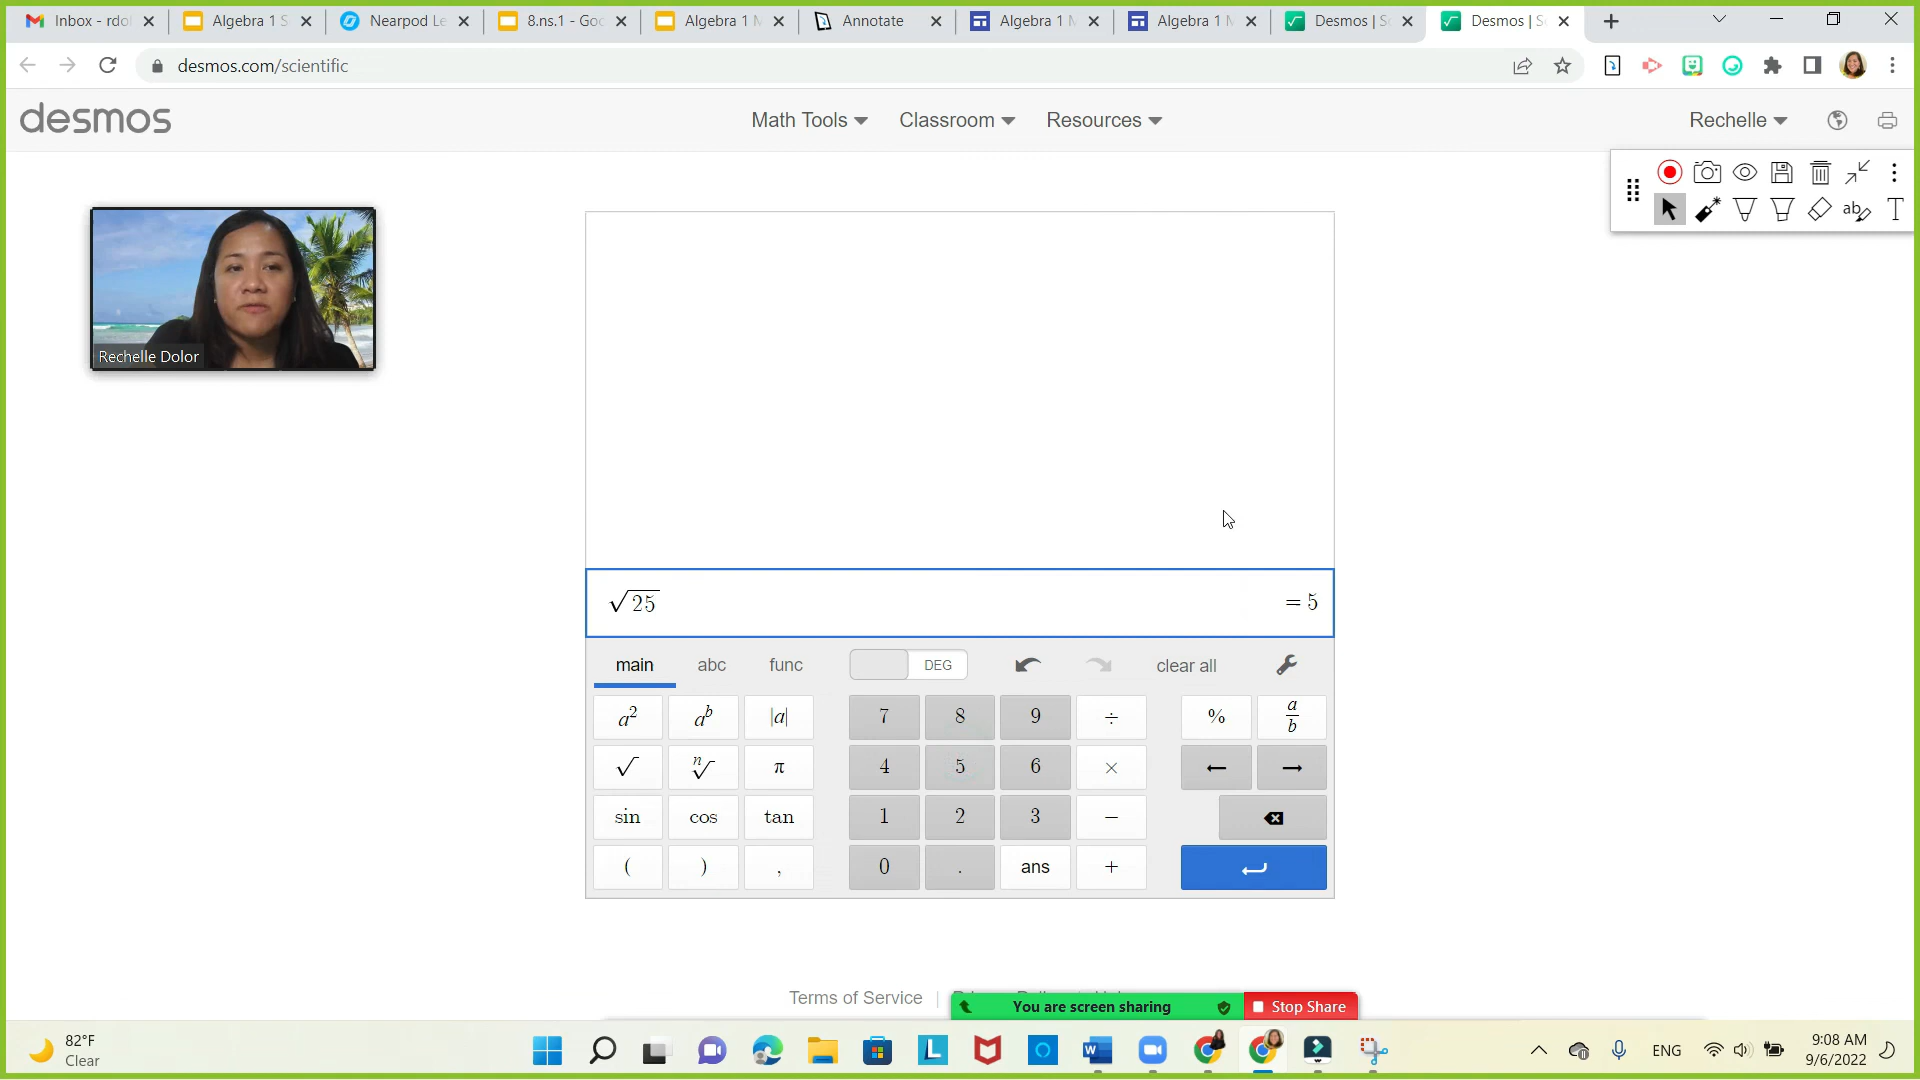 Inbox - rdol
Algebra 1 S
Nearpod Le
8.ns.1 - Goo
Algebra 1 M
Annotate
Algebra 1 M
Algebra 1 M
Desmos | Sc
Desmos | Sc
desmos.com/scientific
desmos
Math Tools
Classroom
Resources
Rechelle
ab
T
Rechelle Dolor
√25
= 5
main
abc
func
DEG
clear all
a²
aᵇ
|a|
7
8
9
÷
%
a/b
√
ⁿ√
π
4
5
6
×
←
→
sin
cos
tan
1
2
3
−
(
)
,
0
.
ans
+
Terms of Service |
You are screen sharing
Stop Share
82°F
Clear
L
W
ENG
9:08 AM
9/6/2022